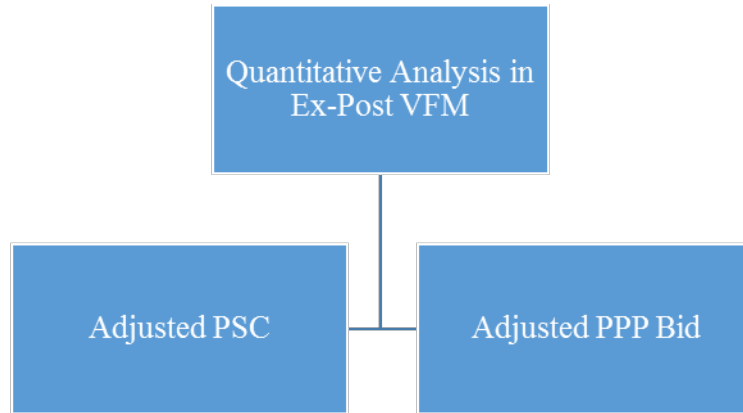 Quantitative Analysis in
Ex-Post VFM
Adjusted PSC
Adjusted PPP Bid